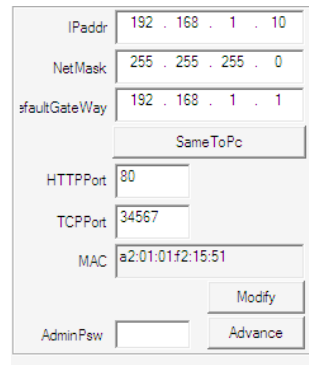 IPaddr 192 . 168 . 1 . 10
NetMask 255 . 255 . 255 . 0
efaultGateWay 192 . 168 . 1 . 1
SameToPc
HTTPPort 80
TCPPort 34567
MAC a2:01:01:f2:15:51
Modify
AdminPsw Advance